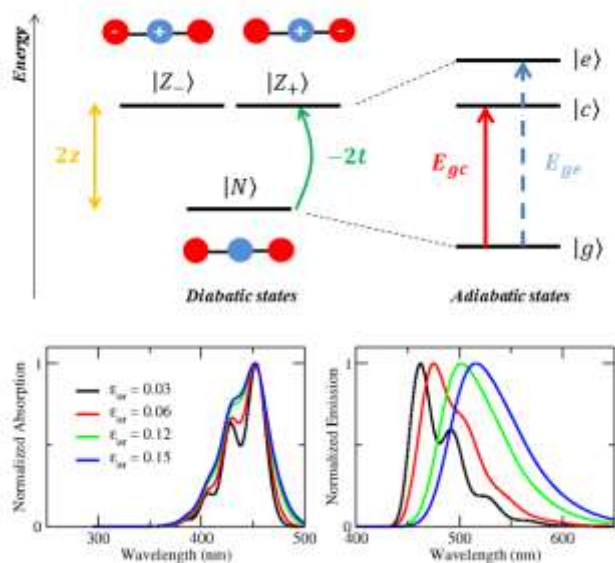 Energy
- + + -
|Z₋⟩ |Z₊⟩ |e⟩
|c⟩
2z -2t E_gc E_ge
|N⟩
|g⟩
Diabatic states Adiabatic states
Normalized Absorption
1
0
ε_or = 0.03
ε_or = 0.06
ε_or = 0.12
ε_or = 0.15
300 400 500
Wavelength (nm)
Normalized Emission
1
0
400 500 600
Wavelength (nm)